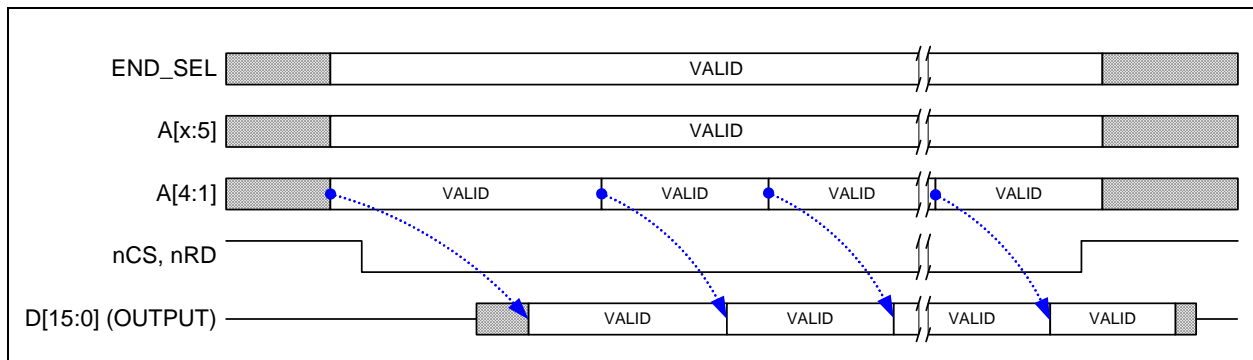 END_SEL VALID
A[x:5] VALID
A[4:1] VALID VALID VALID VALID
nCS, nRD
D[15:0] (OUTPUT) VALID VALID VALID VALID